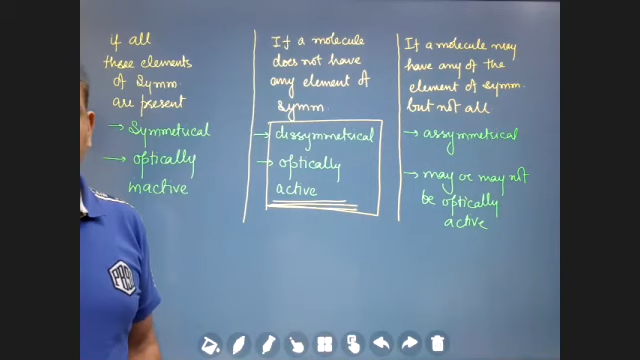 if all
these elements
of symm.
are present
→ Symmetrical
→ optically
inactive
If a molecule
does not have
any element of
symm.
→ dissymmetrical
→ optically
active
If a molecule may
have any of the
element of symm.
but not all
→ assymetrical
→ may or may not
be optically
active